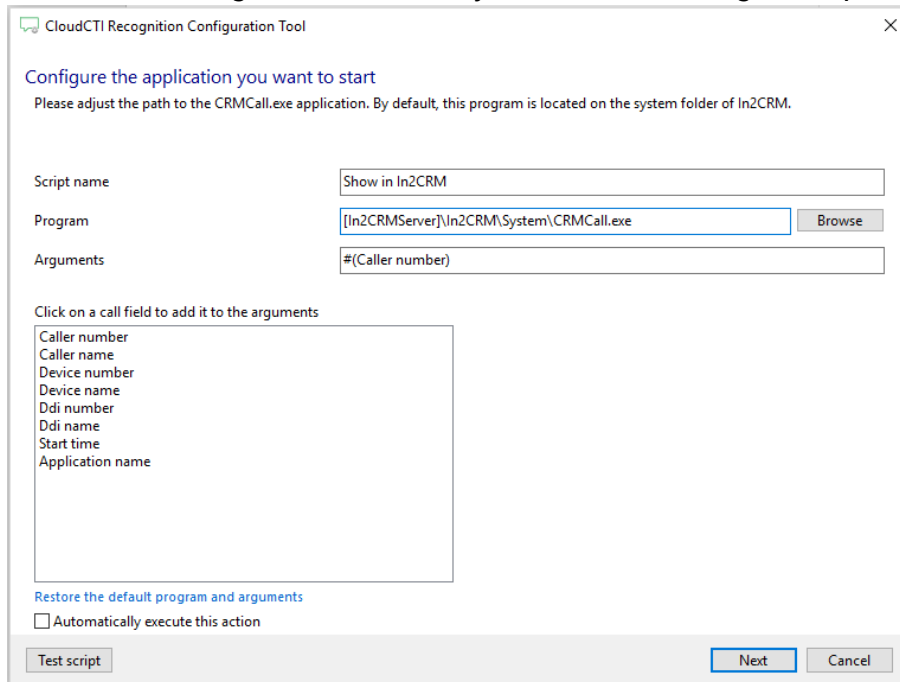 CloudCTI Recognition Configuration Tool
Configure the application you want to start
Please adjust the path to the CRMCall.exe application. By default, this program is located on the system folder of In2CRM.
Script name
Show in In2CRM
Program
[In2CRMServer]\In2CRM\System\CRMCall.exe
Browse
Arguments
#(Caller number)
Click on a call field to add it to the arguments
Caller number
Caller name
Device number
Device name
Ddi number
Ddi name
Start time
Application name
Restore the default program and arguments
Automatically execute this action
Test script
Next
Cancel